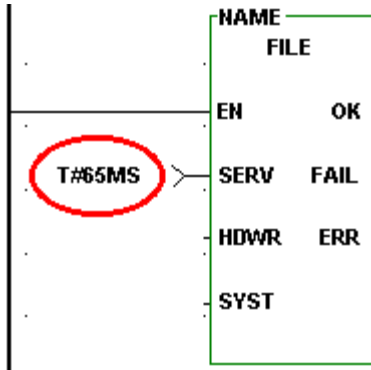 NAME
FILE
EN OK
T#65MS SERV FAIL
HDWR ERR
SYST